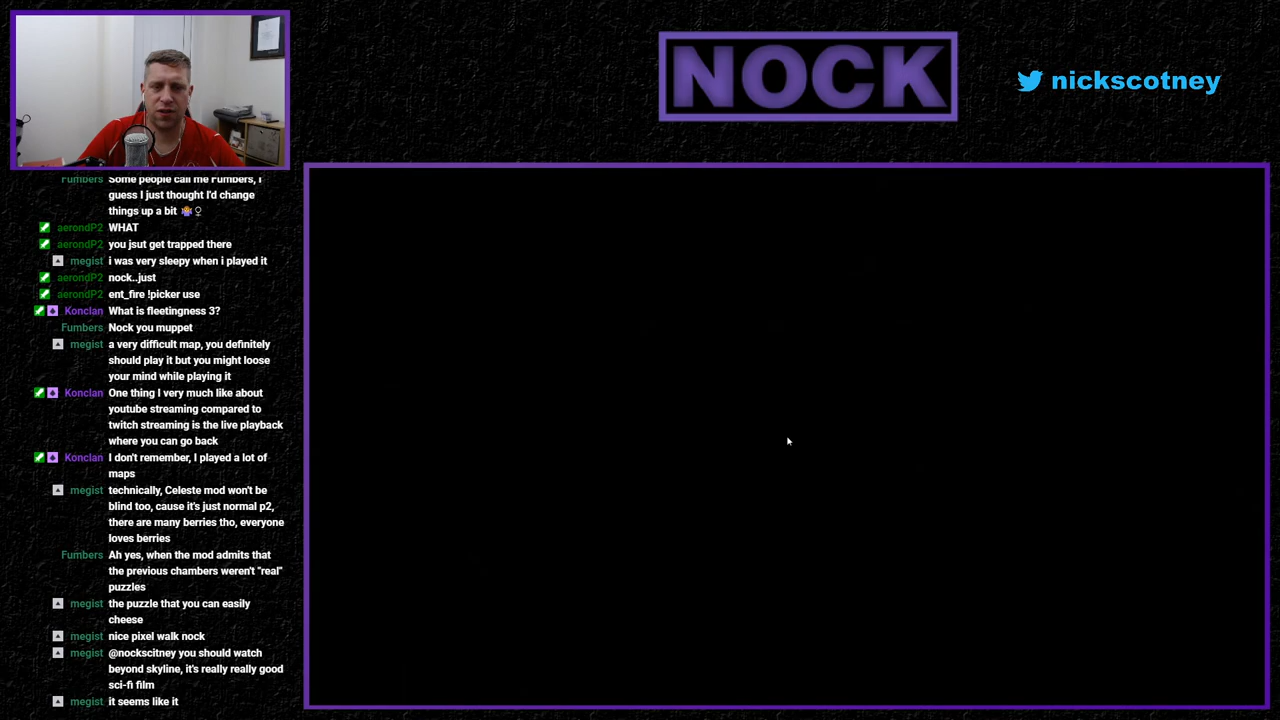 NOCK
nickscotney
Fumbers Some people call me Fumbers, I
guess I just thought I'd change
things up a bit 🤷♀
aerondP2 WHAT
aerondP2 you jsut get trapped there
megist i was very sleepy when i played it
aerondP2 nock..just
aerondP2 ent_fire !picker use
Konclan What is fleetingness 3?
Fumbers Nock you muppet
megist a very difficult map, you definitely
should play it but you might loose
your mind while playing it
Konclan One thing I very much like about
youtube streaming compared to
twitch streaming is the live playback
where you can go back
Konclan I don't remember, I played a lot of
maps
megist technically, Celeste mod won't be
blind too, cause it's just normal p2,
there are many berries tho, everyone
loves berries
Fumbers Ah yes, when the mod admits that
the previous chambers weren't "real"
puzzles
megist the puzzle that you can easily
cheese
megist nice pixel walk nock
megist @nockscitney you should watch
beyond skyline, it's really really good
sci-fi film
megist it seems like it